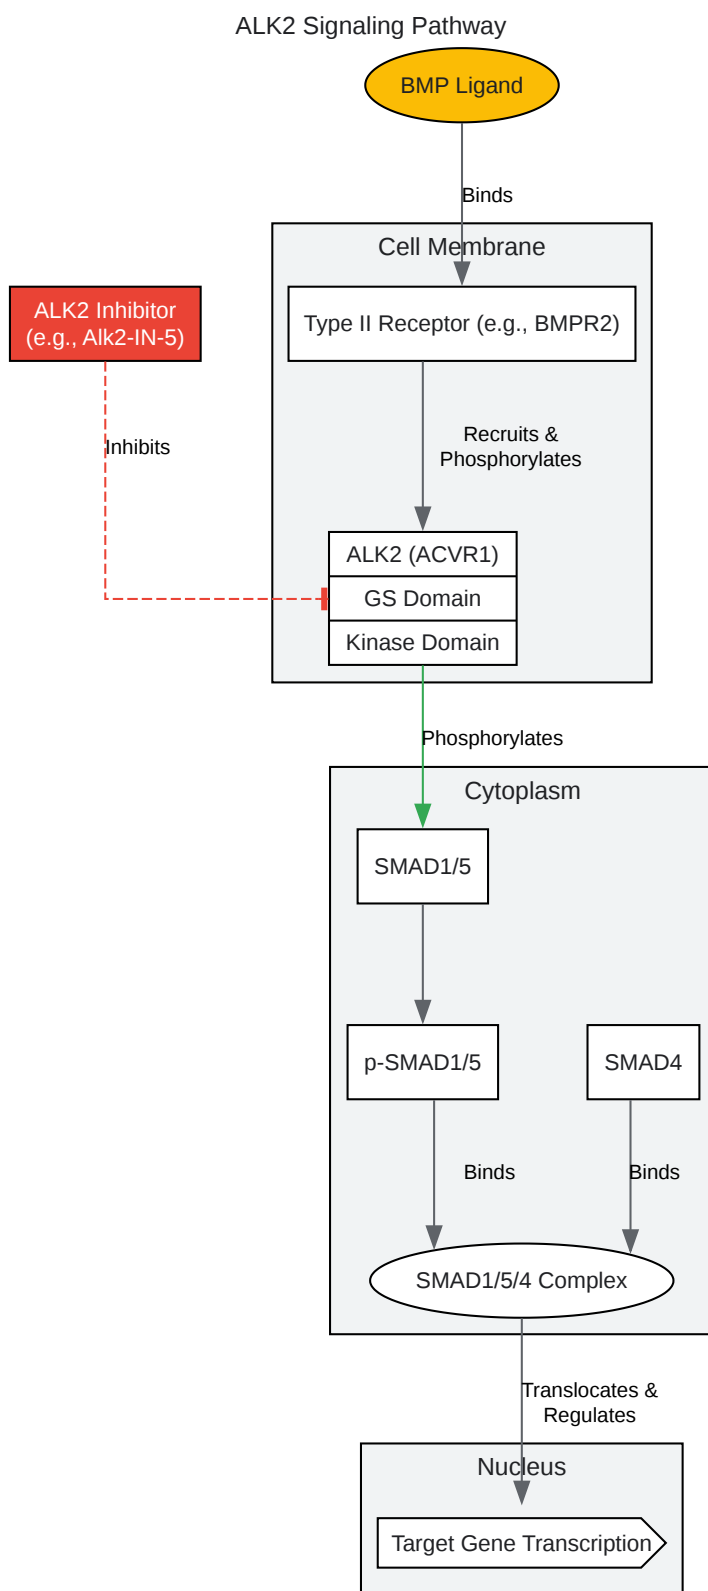 ALK2 Signaling Pathway
BMP Ligand
Binds
Cell Membrane
ALK2 Inhibitor
(e.g., Alk2-IN-5)
Type II Receptor (e.g., BMPR2)
Inhibits
Recruits &
Phosphorylates
ALK2 (ACVR1)
GS Domain
Kinase Domain
Phosphorylates
Cytoplasm
SMAD1/5
p-SMAD1/5
SMAD4
Binds
Binds
SMAD1/5/4 Complex
Translocates &
Regulates
Nucleus
Target Gene Transcription